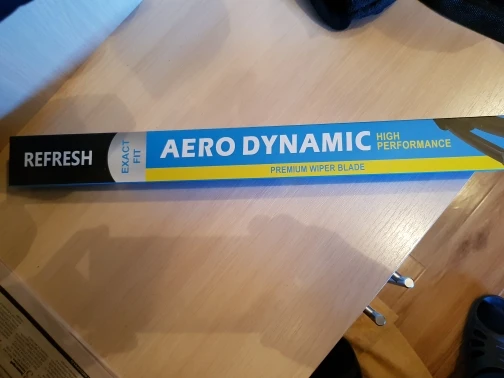 REFRESH
EXACT
FIT
AERO DYNAMIC
HIGH
PERFORMANCE
PREMIUM WIPER BLADE